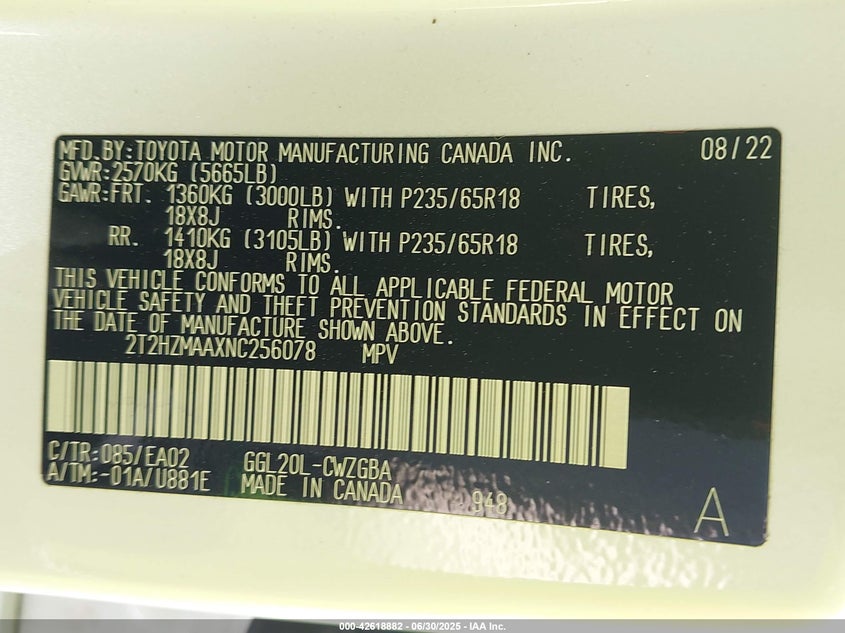 MFD.BY:TOYOTA MOTOR MANUFACTURING CANADA INC. 08/22
GVWR:2570KG (5665LB)
GAWR:FRT. 1360KG (3000LB) WITH P235/65R18 TIRES,
18X8J RIMS.
RR. 1410KG (3105LB) WITH P235/65R18 TIRES,
18X8J RIMS.
THIS VEHICLE CONFORMS TO ALL APPLICABLE FEDERAL MOTOR
VEHICLE SAFETY AND THEFT PREVENTION STANDARDS IN EFFECT ON
THE DATE OF MANUFACTURE SHOWN ABOVE.
2T2HZMAAXNC256078 MPV
C/TR:085/EA02 GGL20L-CWZGBA
A/TM:-01A/U881E MADE IN CANADA 948 A
000-42618882 - 06/30/2025 - IAA Inc.